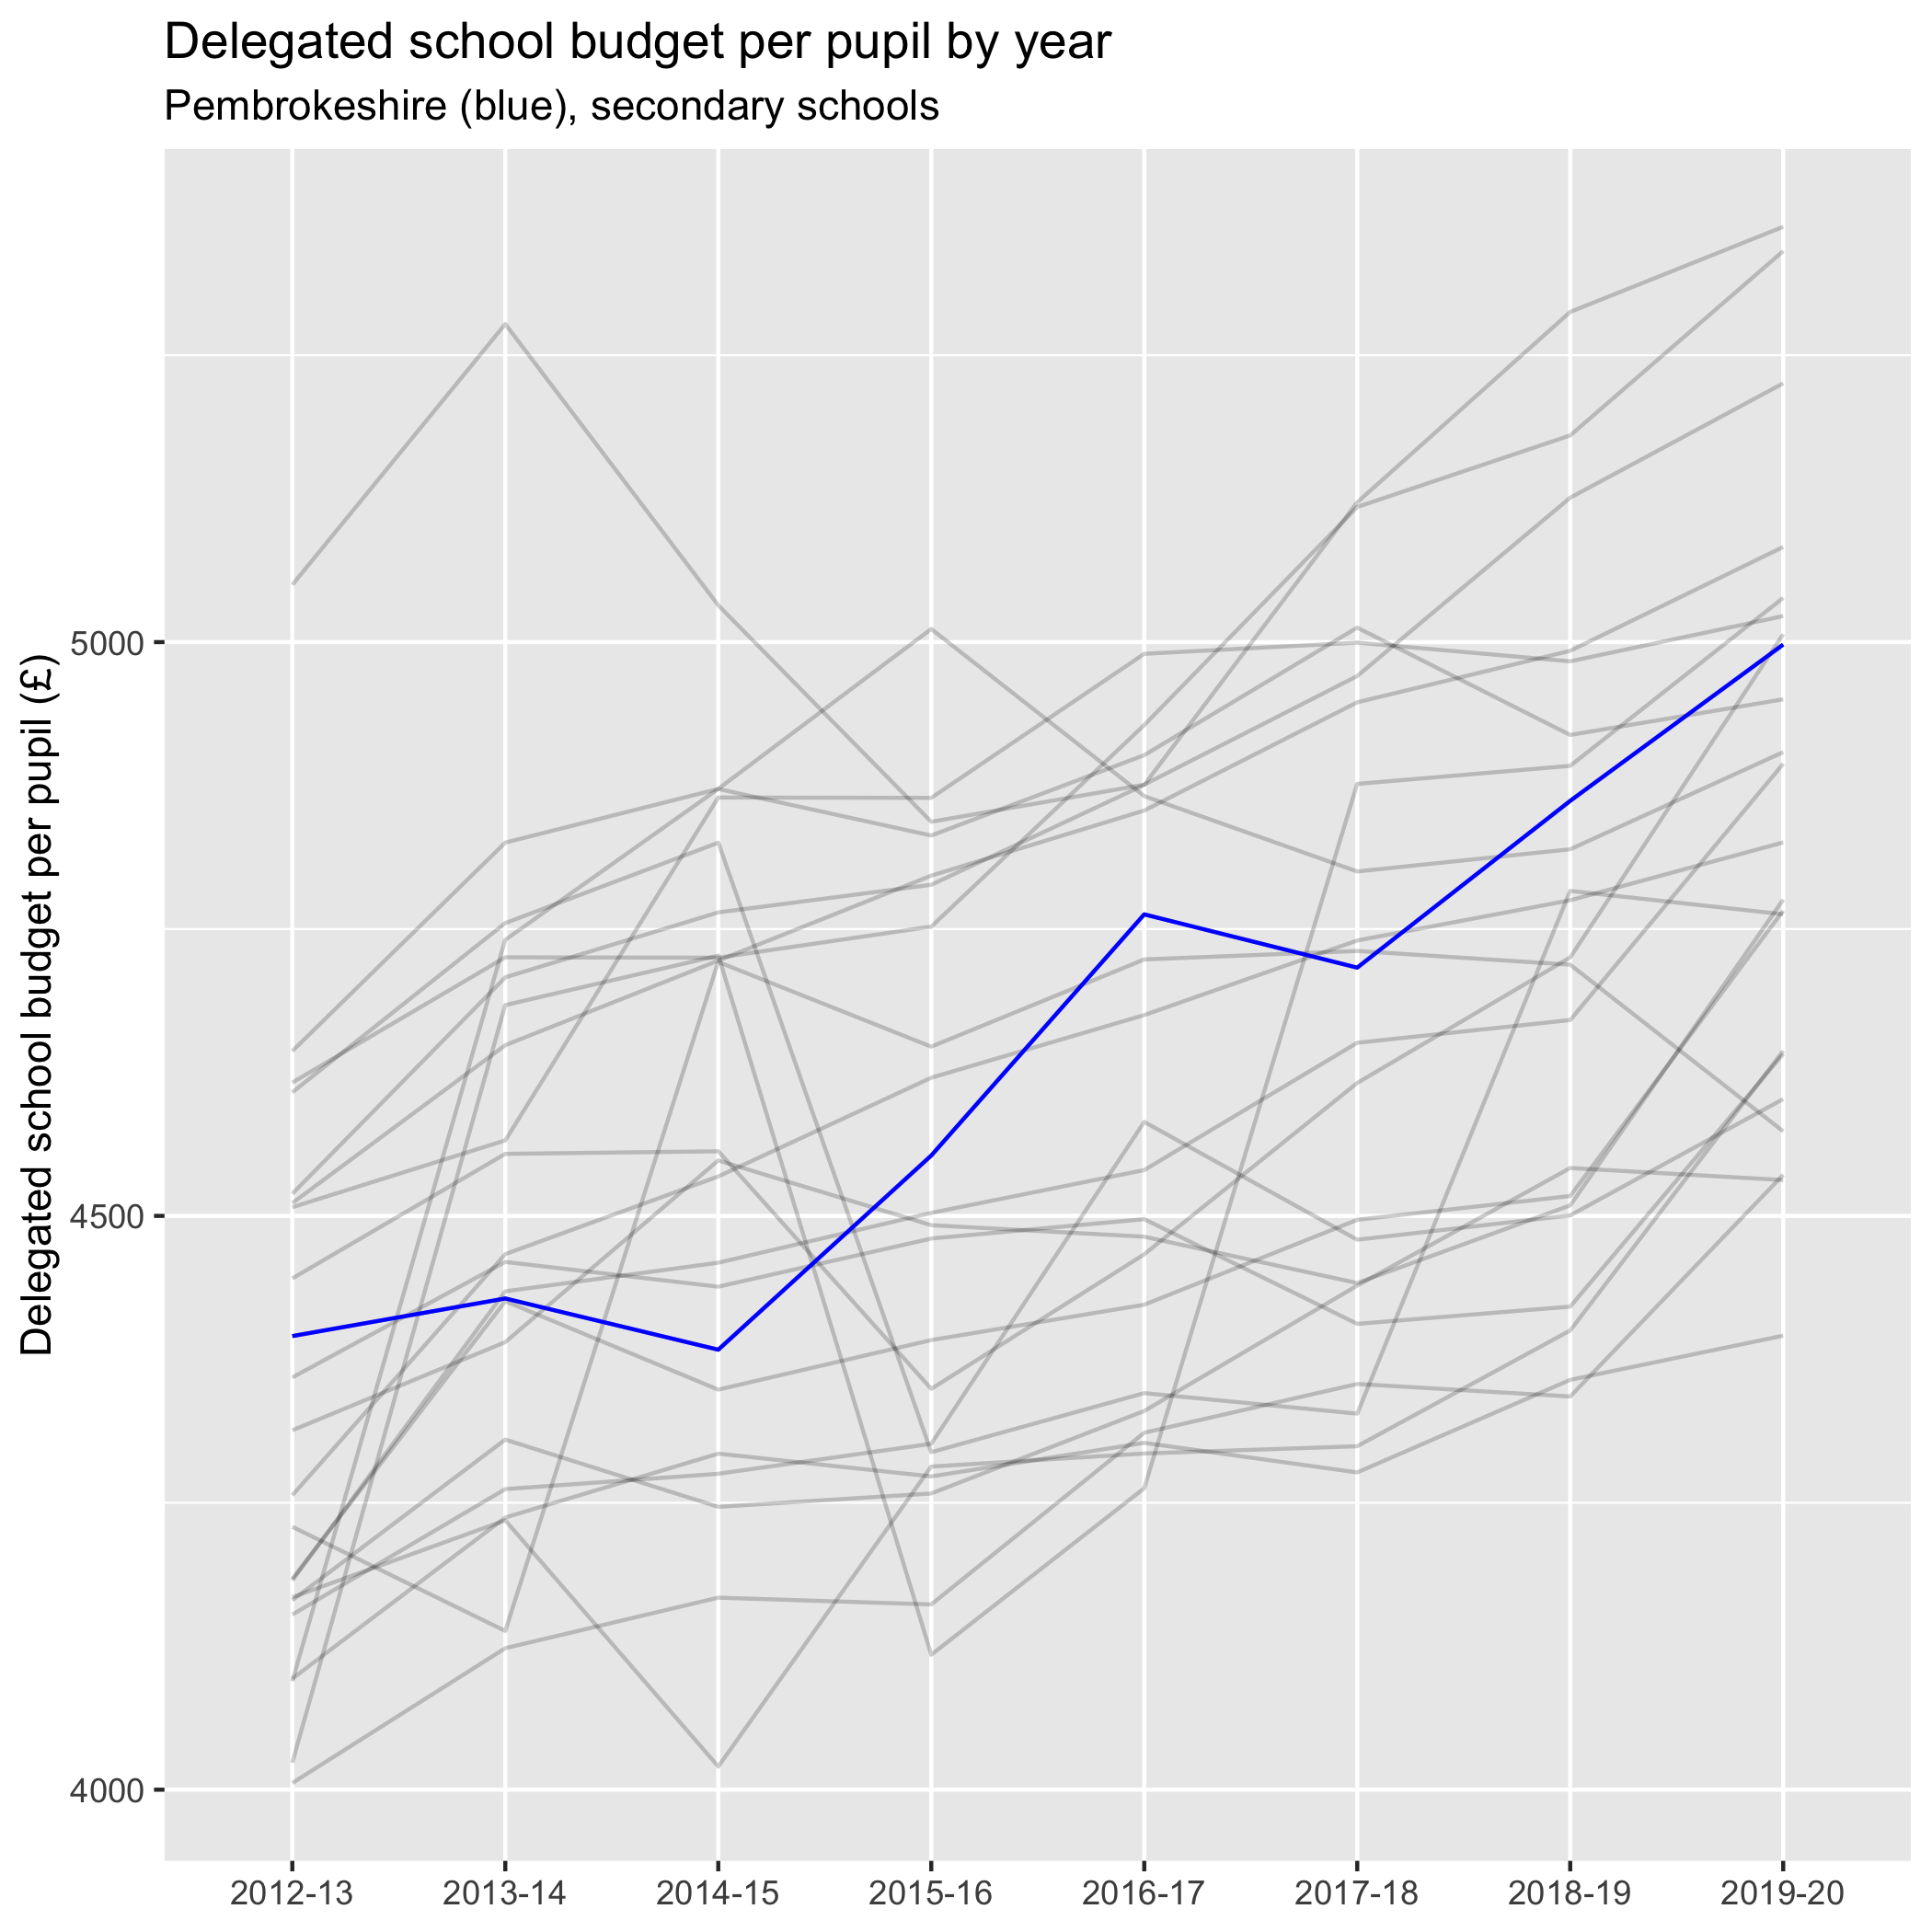 Delegated school budget per pupil by year
Pembrokeshire (blue), secondary schools
Delegated school budget per pupil (£)
5000
4500
4000
2012-13 2013-14 2014-15 2015-16 2016-17 2017-18 2018-19 2019-20